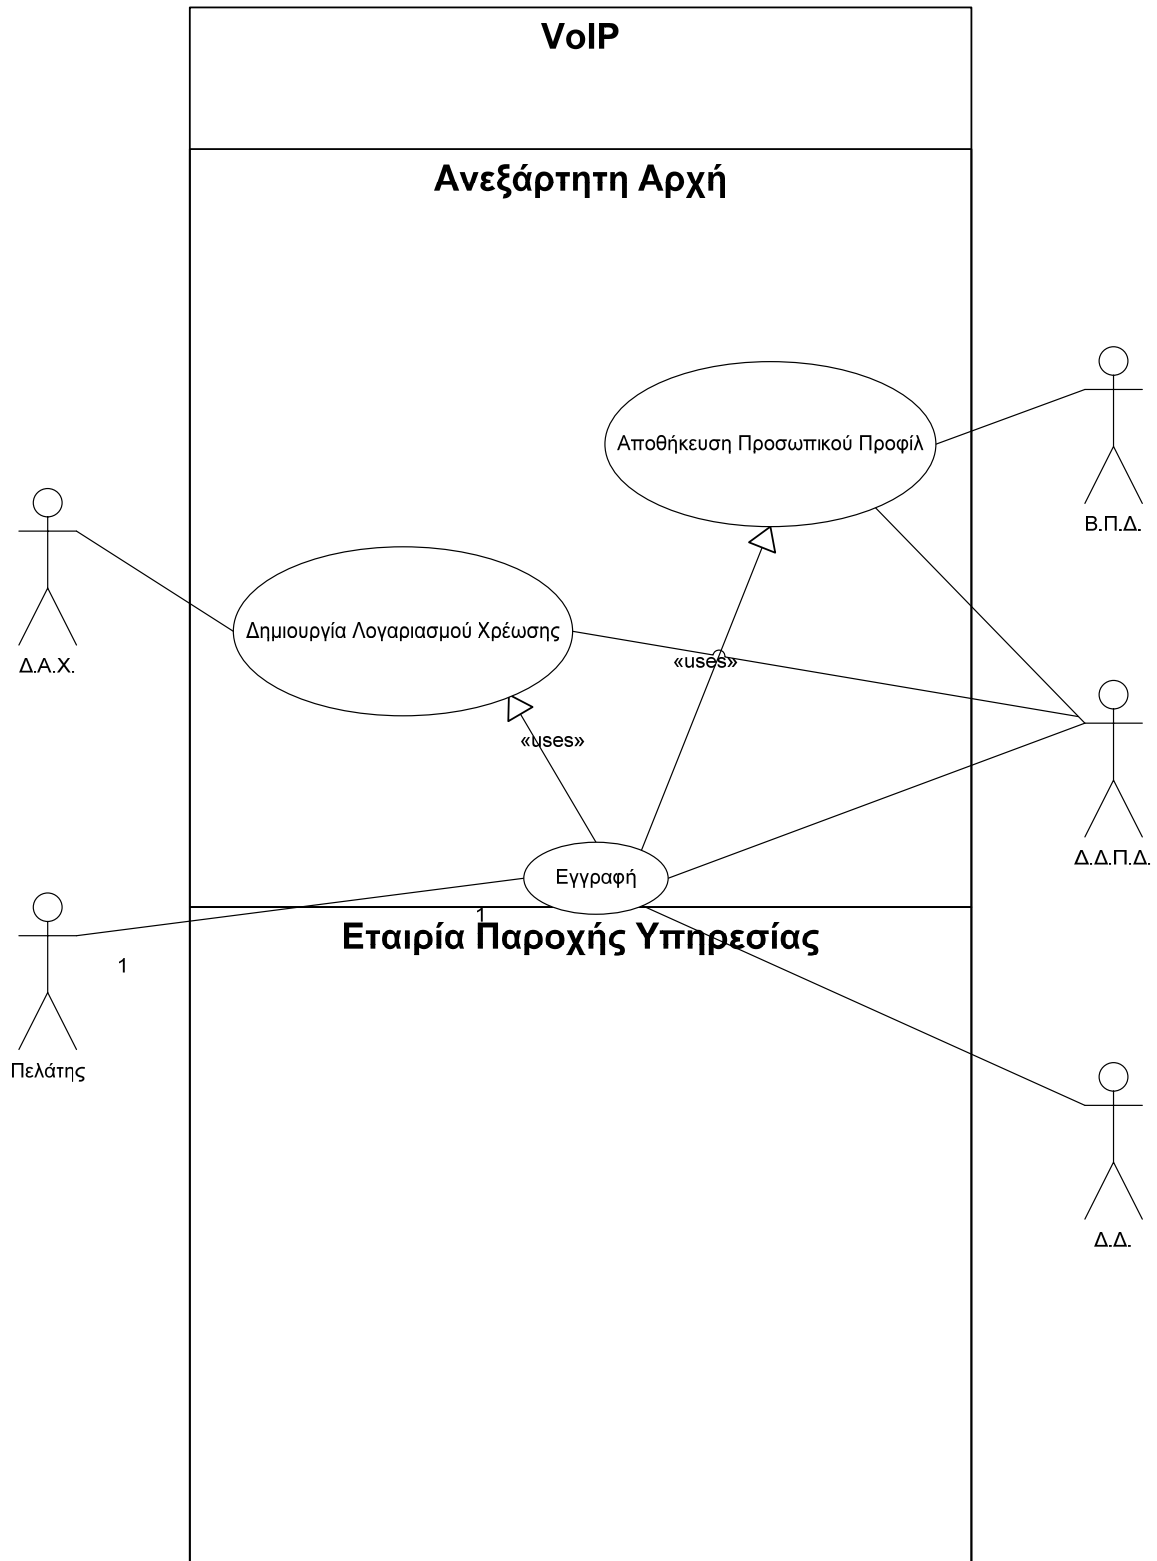 VoIP
Ανεξάρτητη Αρχή
Αποθήκευση Προσωπικού Προφίλ
Β.Π.Δ.
Δημιουργία Λογαριασμού Χρέωσης
«uses»
Δ.Α.Χ.
«uses»
Δ.Δ.Π.Δ.
Εγγραφή
1
Εταιρία Παροχής Υπηρεσίας
1
Πελάτης
Δ.Δ.